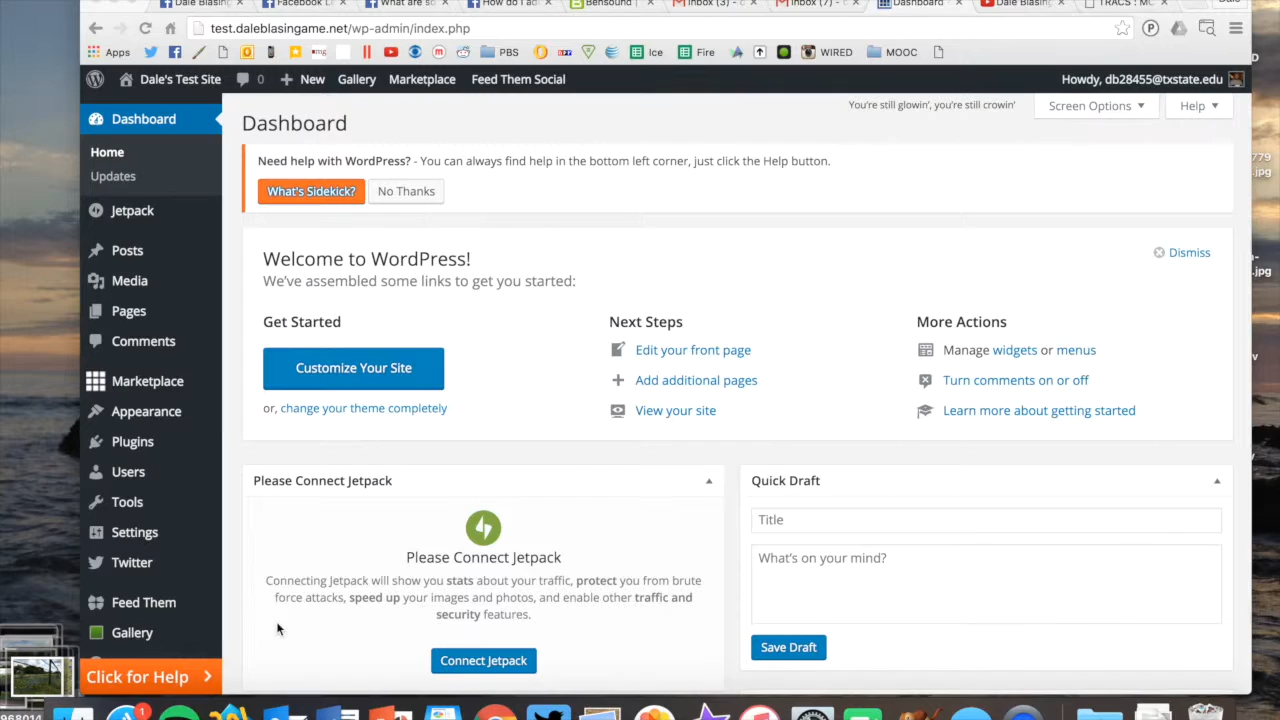 Dale Blasing
Facebook L
What are so
How do I ad
Bensound
Inbox (3) -
Inbox (7) -
Dashboard
Dale Blasing
TRACS : M
test.daleblasingame.net/wp-admin/index.php
Apps
PBS
Ice
Fire
WIRED
MOOC
Dale's Test Site
0
New
Gallery
Marketplace
Feed Them Social
Howdy, db28455@txstate.edu
You're still glowin', you're still crowin'
Screen Options
Help
Dashboard
Home
Updates
Jetpack
Posts
Media
Pages
Comments
Marketplace
Appearance
Plugins
Users
Tools
Settings
Twitter
Feed Them
Gallery
Click for Help
Dashboard
Need help with WordPress? - You can always find help in the bottom left corner, just click the Help button.
What's Sidekick?
No Thanks
Welcome to WordPress!
We've assembled some links to get you started:
Dismiss
Get Started
Customize Your Site
or, change your theme completely
Next Steps
Edit your front page
Add additional pages
View your site
More Actions
Manage widgets or menus
Turn comments on or off
Learn more about getting started
Please Connect Jetpack
Please Connect Jetpack
Connecting Jetpack will show you stats about your traffic, protect you from brute
force attacks, speed up your images and photos, and enable other traffic and
security features.
Connect Jetpack
Quick Draft
Title
What's on your mind?
Save Draft
779
.jpg
.jpg
968014
1